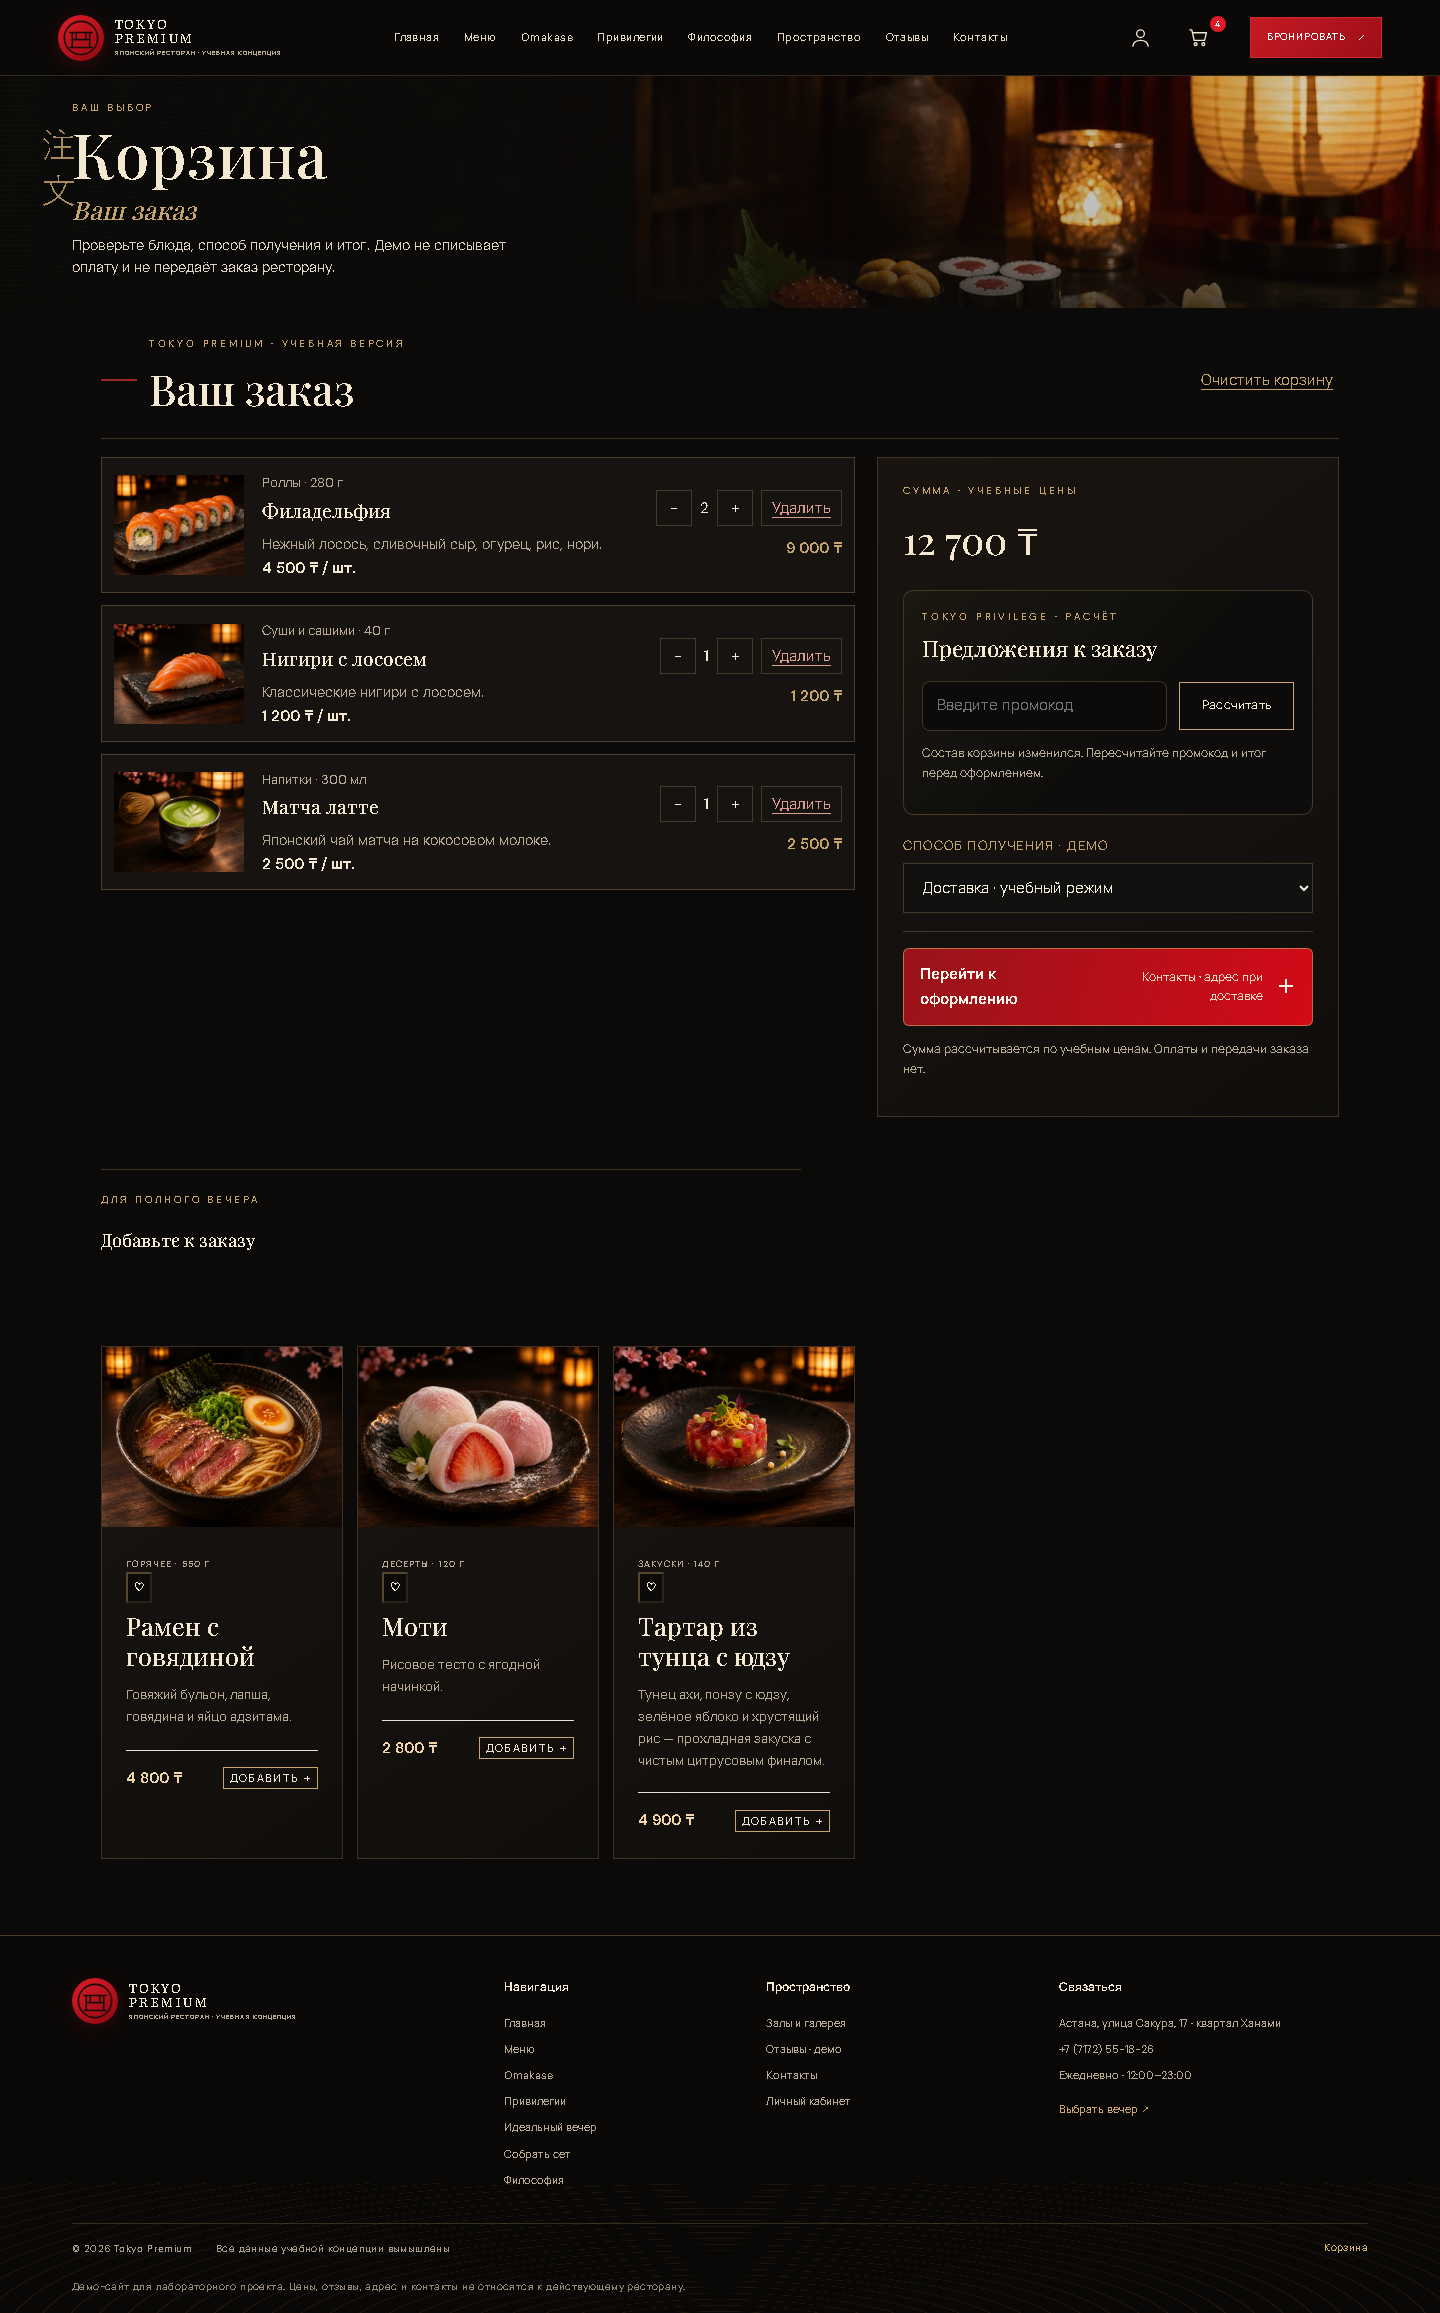 TOKYO
PREMIUM
ЯПОНСКИЙ РЕСТОРАН · УЧЕБНАЯ КОНЦЕПЦИЯ
Главная
Меню
Omakase
Привилегии
Философия
Пространство
Отзывы
Контакты
4
БРОНИРОВАТЬ ↗
ВАШ ВЫБОР
注文
Корзина
Ваш заказ
Проверьте блюда, способ получения и итог. Демо не списывает
оплату и не передаёт заказ ресторану.
TOKYO PREMIUM · УЧЕБНАЯ ВЕРСИЯ
Ваш заказ
Очистить корзину
Роллы · 280 г
Филадельфия
Нежный лосось, сливочный сыр, огурец, рис, нори.
4 500 ₸ / шт.
− 2 + Удалить
9 000 ₸
Суши и сашими · 40 г
Нигири с лососем
Классические нигири с лососем.
1 200 ₸ / шт.
− 1 + Удалить
1 200 ₸
Напитки · 300 мл
Матча латте
Японский чай матча на кокосовом молоке.
2 500 ₸ / шт.
− 1 + Удалить
2 500 ₸
СУММА · УЧЕБНЫЕ ЦЕНЫ
12 700 ₸
TOKYO PRIVILEGE · РАСЧЁТ
Предложения к заказу
Введите промокод
Рассчитать
Состав корзины изменился. Пересчитайте промокод и итог
перед оформлением.
СПОСОБ ПОЛУЧЕНИЯ · ДЕМО
Доставка · учебный режим
Перейти к
оформлению
Контакты · адрес при
доставке
+
Сумма рассчитывается по учебным ценам. Оплаты и передачи заказа
нет.
ДЛЯ ПОЛНОГО ВЕЧЕРА
Добавьте к заказу
ГОРЯЧЕЕ · 550 Г
♡
Рамен с
говядиной
Говяжий бульон, лапша,
говядина и яйцо адзитама.
4 800 ₸
ДОБАВИТЬ +
ДЕСЕРТЫ · 120 Г
♡
Моти
Рисовое тесто с ягодной
начинкой.
2 800 ₸
ДОБАВИТЬ +
ЗАКУСКИ · 140 Г
♡
Тартар из
тунца с юдзу
Тунец ахи, понзу с юдзу,
зелёное яблоко и хрустящий
рис — прохладная закуска с
чистым цитрусовым финалом.
4 900 ₸
ДОБАВИТЬ +
TOKYO
PREMIUM
ЯПОНСКИЙ РЕСТОРАН · УЧЕБНАЯ КОНЦЕПЦИЯ
Навигация
Главная
Меню
Omakase
Привилегии
Идеальный вечер
Собрать сет
Философия
Пространство
Залы и галерея
Отзывы · демо
Контакты
Личный кабинет
Связаться
Астана, улица Сакура, 17 · квартал Ханами
+7 (7172) 55-18-26
Ежедневно · 12:00–23:00
Выбрать вечер ↗
© 2026 Tokyo Premium
Все данные учебной концепции вымышлены
Корзина
Демо-сайт для лабораторного проекта. Цены, отзывы, адрес и контакты не относятся к действующему ресторану.